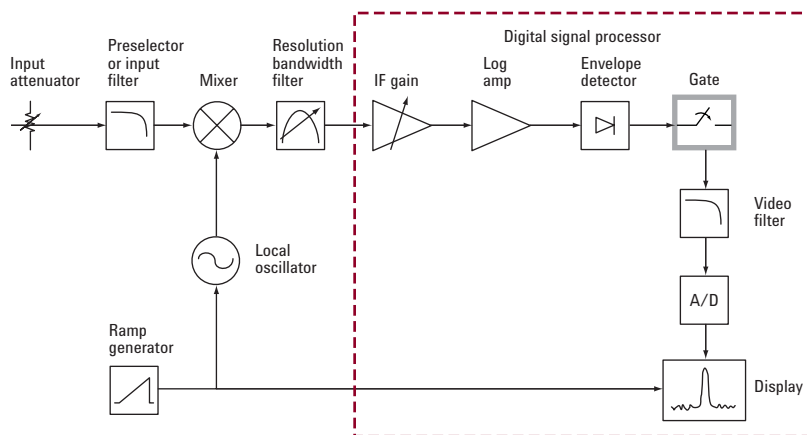 Digital signal processor
Input
attenuator
Preselector
or input
filter
Mixer
Resolution
bandwidth
filter
IF gain
Log
amp
Envelope
detector
Gate
Local
oscillator
Video
filter
A/D
Ramp
generator
Display